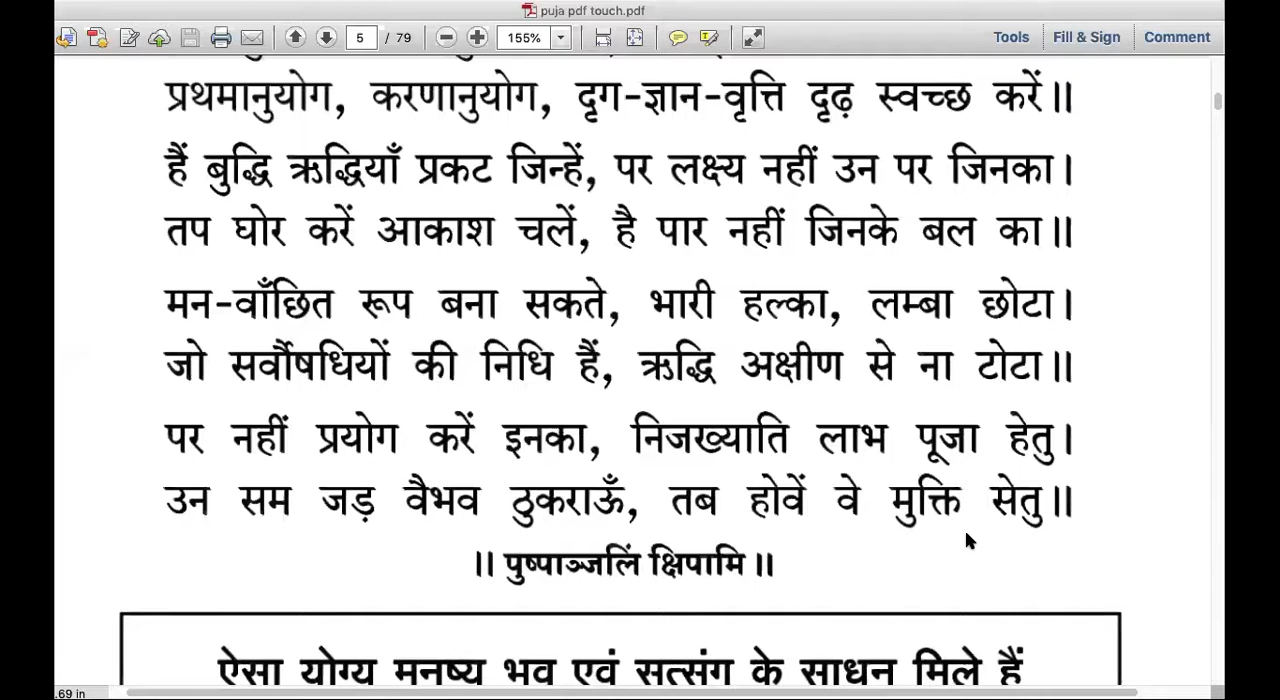 puja pdf touch.pdf
5 / 79 155% Tools Fill & Sign Comment
प्रथमानुयोग, करणानुयोग, दृग-ज्ञान-वृत्ति दृढ़ स्वच्छ करें॥
हैं बुद्धि ऋद्धियाँ प्रकट जिन्हें, पर लक्ष्य नहीं उन पर जिनका।
तप घोर करें आकाश चलें, है पार नहीं जिनके बल का॥
मन-वाँछित रूप बना सकते, भारी हल्का, लम्बा छोटा।
जो सर्वौषधियों की निधि हैं, ऋद्धि अक्षीण से ना टोटा॥
पर नहीं प्रयोग करें इनका, निजख्याति लाभ पूजा हेतु।
उन सम जड़ वैभव ठुकराऊँ, तब होवें वे मुक्ति सेतु॥
॥ पुष्पाञ्जलिं क्षिपामि ॥
ऐसा योग्य मनुष्य भव एवं सत्संग के साधन मिले हैं
.69 in